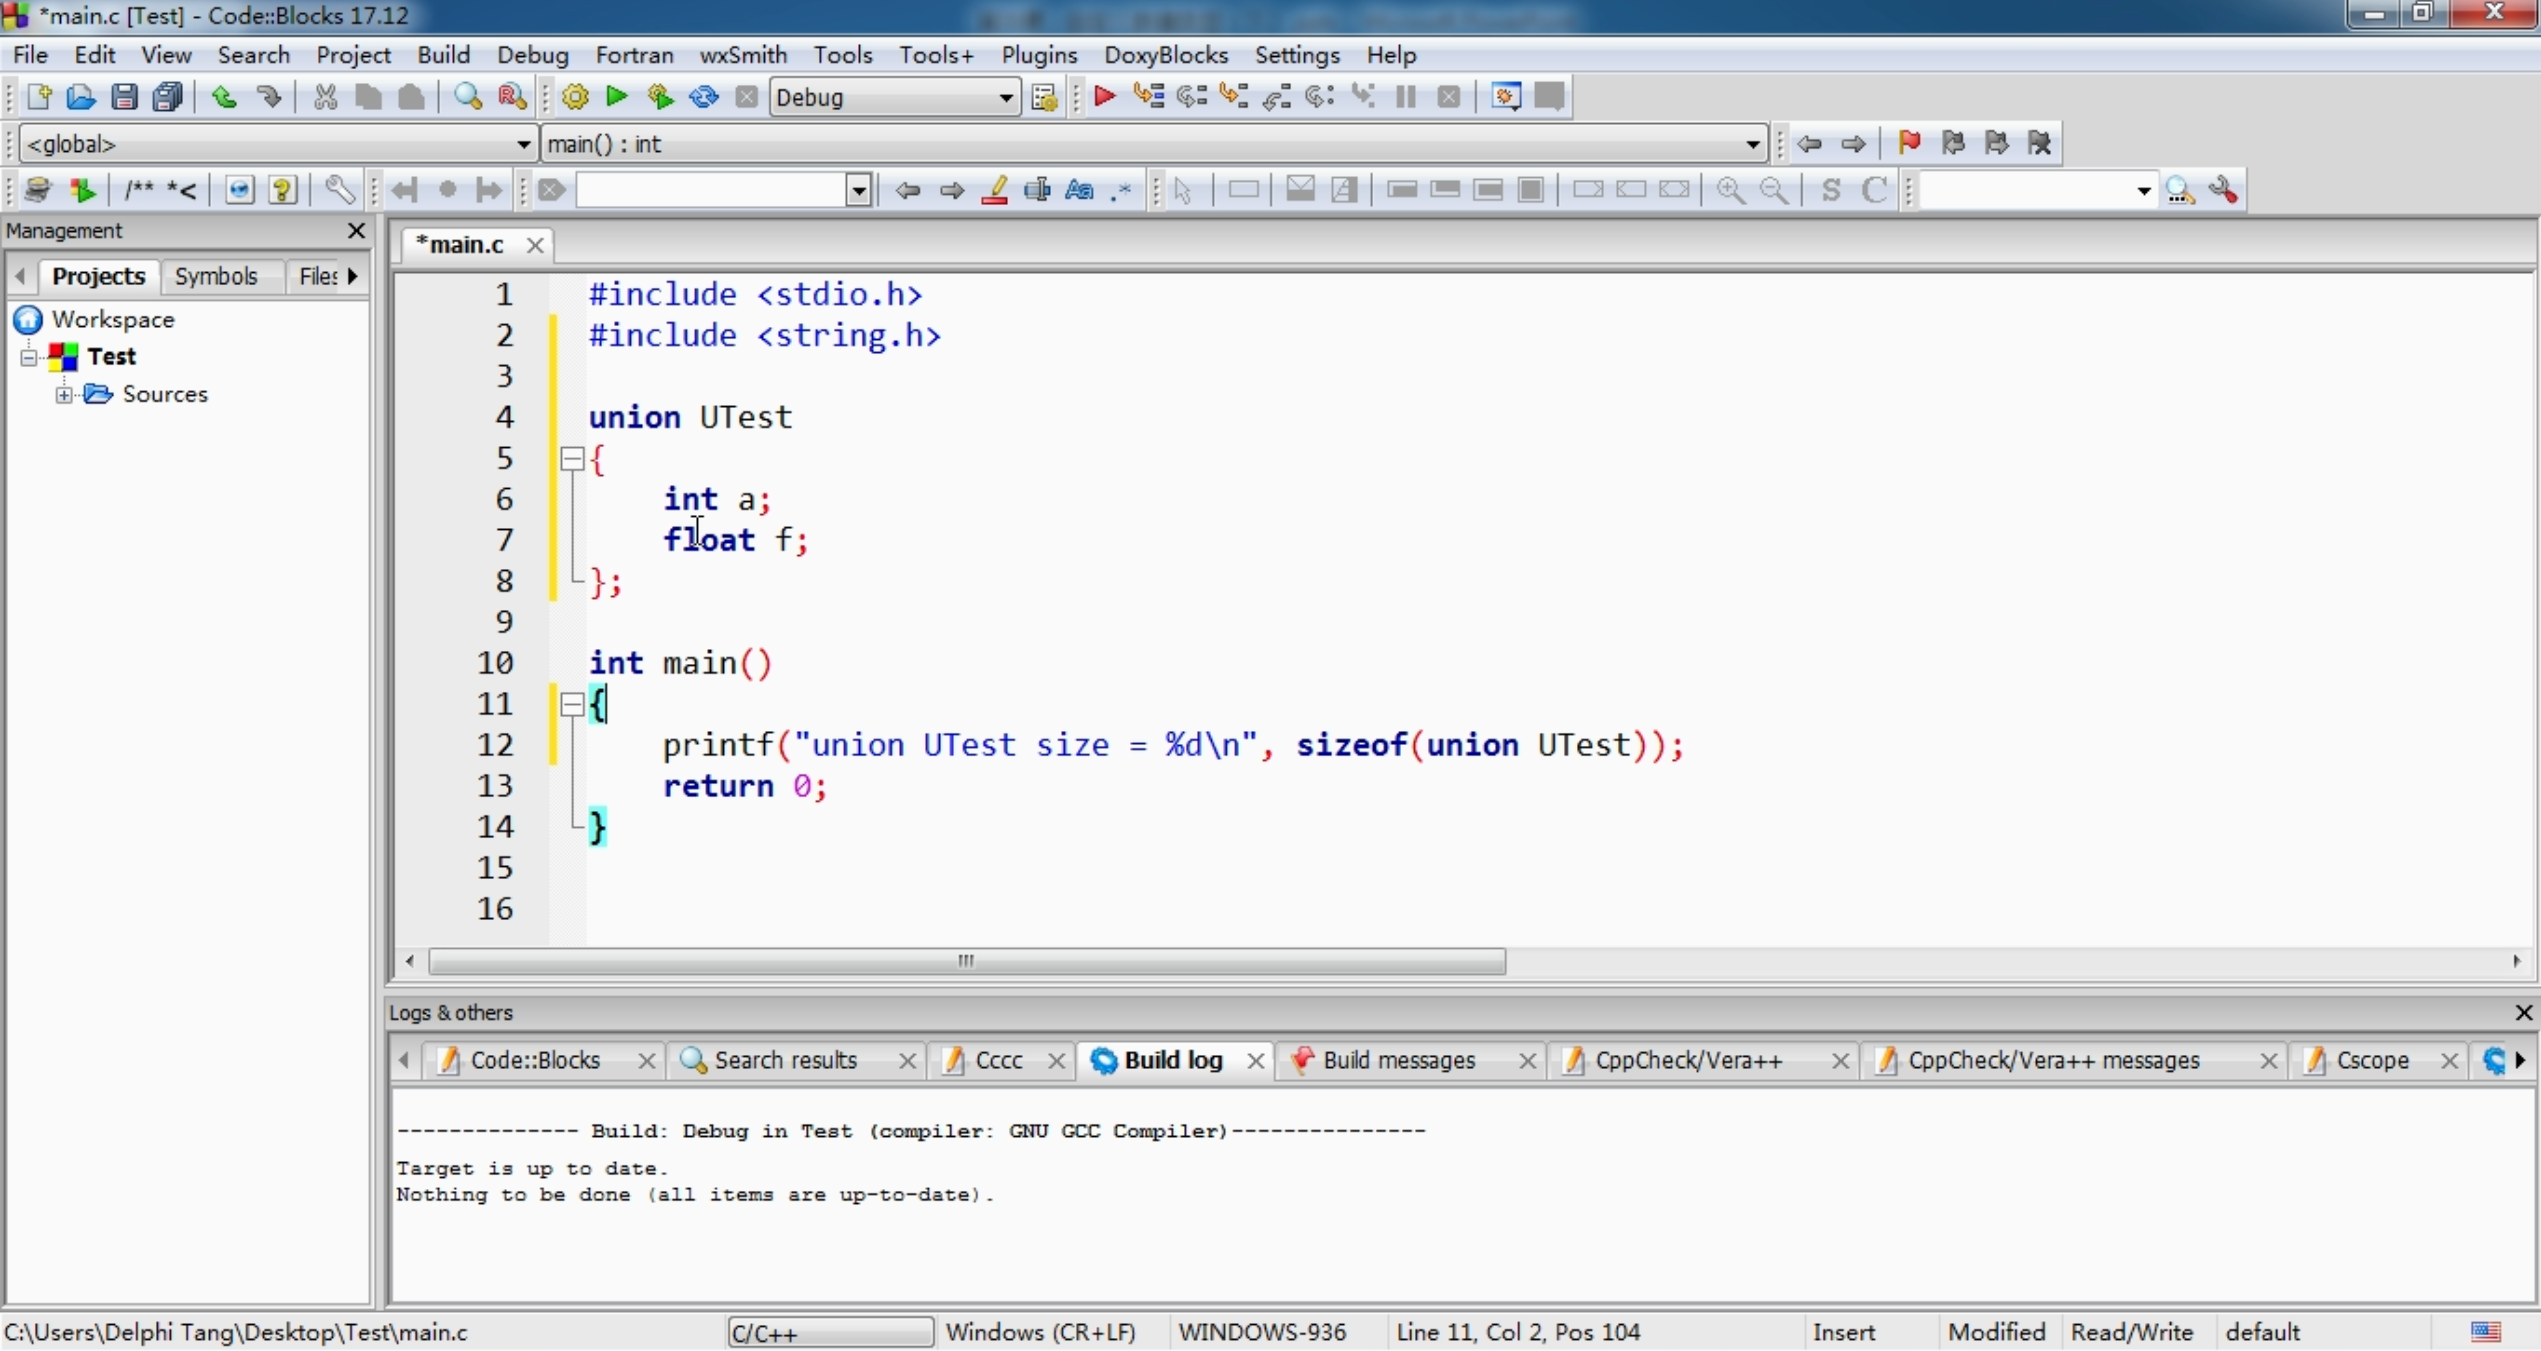 *main.c [Test] - Code::Blocks 17.12
File Edit View Search Project Build Debug Fortran wxSmith Tools Tools+ Plugins DoxyBlocks Settings Help
Debug
<global> main() : int
/** *<
S C
Management
*main.c
Projects Symbols Files
Workspace
Test
Sources
1 #include <stdio.h>
2 #include <string.h>
3
4 union UTest
5 {
6 int a;
7 float f;
8 };
9
10 int main()
11 {
12 printf("union UTest size = %d\n", sizeof(union UTest));
13 return 0;
14 }
15
16
Logs & others
Code::Blocks Search results Cccc Build log Build messages CppCheck/Vera++ CppCheck/Vera++ messages Cscope
-------------- Build: Debug in Test (compiler: GNU GCC Compiler)---------------
Target is up to date.
Nothing to be done (all items are up-to-date).
C:\Users\Delphi Tang\Desktop\Test\main.c C/C++ Windows (CR+LF) WINDOWS-936 Line 11, Col 2, Pos 104 Insert Modified Read/Write default